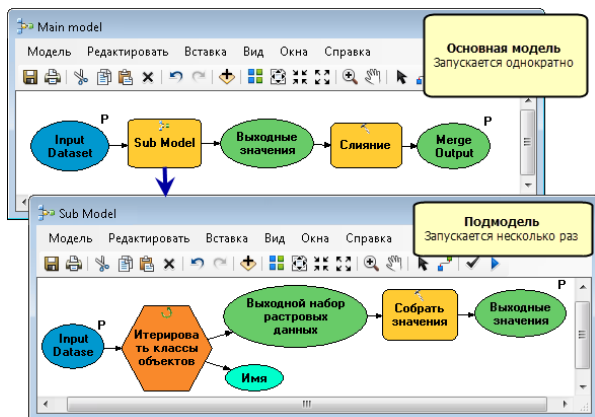 Main model
Модель Редактировать Вставка Вид Окна Справка
Основная модель
Запускается однократно
P
Input
Dataset
Sub Model
Выходные
значения
Слияние
P
Merge
Output
Sub Model
Модель Редактировать Вставка Вид Окна Справка
Подмодель
Запускается несколько раз
P
Input
Datase
Итерирова
ть классы
объектов
Выходной набор
растровых
данных
Имя
Собрать
значения
P
Выходные
значения